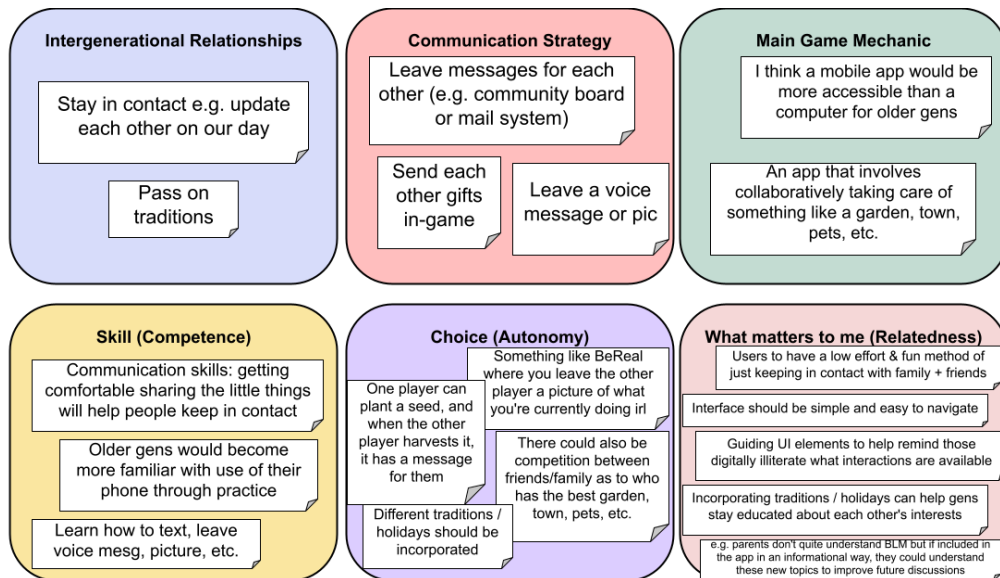 Intergenerational Relationships
Stay in contact e.g. update
each other on our day
Pass on
traditions
Communication Strategy
Leave messages for each
other (e.g. community board
or mail system)
Send each
other gifts
in-game
Leave a voice
message or pic
Main Game Mechanic
I think a mobile app would be
more accessible than a
computer for older gens
An app that involves
collaboratively taking care of
something like a garden, town,
pets, etc.
Skill (Competence)
Communication skills: getting
comfortable sharing the little things
will help people keep in contact
Older gens would become
more familiar with use of their
phone through practice
Learn how to text, leave
voice mesg, picture, etc.
Choice (Autonomy)
Something like BeReal
where you leave the other
player a picture of what
you're currently doing irl
One player can
plant a seed, and
when the other
player harvests it,
it has a message
for them
There could also be
competition between
friends/family as to who
has the best garden,
town, pets, etc.
Different traditions /
holidays should be
incorporated
What matters to me (Relatedness)
Users to have a low effort & fun method of
just keeping in contact with family + friends
Interface should be simple and easy to navigate
Guiding UI elements to help remind those
digitally illiterate what interactions are available
Incorporating traditions / holidays can help gens
stay educated about each other's interests
e.g. parents don't quite understand BLM but if included in
the app in an informational way, they could understand
these new topics to improve future discussions